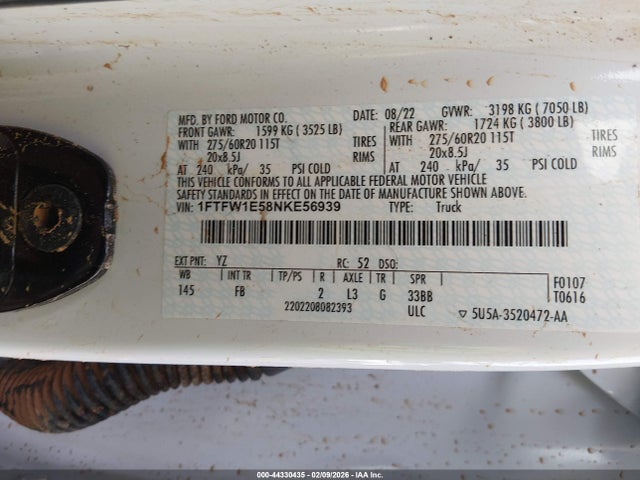 MFD. BY FORD MOTOR CO. DATE: 08/22 GVWR: 3198 KG ( 7050 LB)
FRONT GAWR: 1599 KG ( 3525 LB) REAR GAWR: 1724 KG ( 3800 LB)
WITH 275/60R20 115T TIRES WITH 275/60R20 115T TIRES
20x8.5J RIMS 20x8.5J RIMS
AT 240 kPa/ 35 PSI COLD AT 240 kPa/ 35 PSI COLD
THIS VEHICLE CONFORMS TO ALL APPLICABLE FEDERAL MOTOR VEHICLE
SAFETY STANDARDS IN EFFECT ON THE DATE OF MANUFACTURE SHOWN ABOVE.
VIN: 1FTFW1E58NKE56939 TYPE: Truck
EXT PNT: YZ RC: 52 DSO:
WB INT TR TP/PS R AXLE TR SPR
145 FB 2 L3 G 33BB
F0107
T0616
2202208082393 ULC ▽ 5U5A-3520472-AA
000-44330435 - 02/09/2026 - IAAI.COM